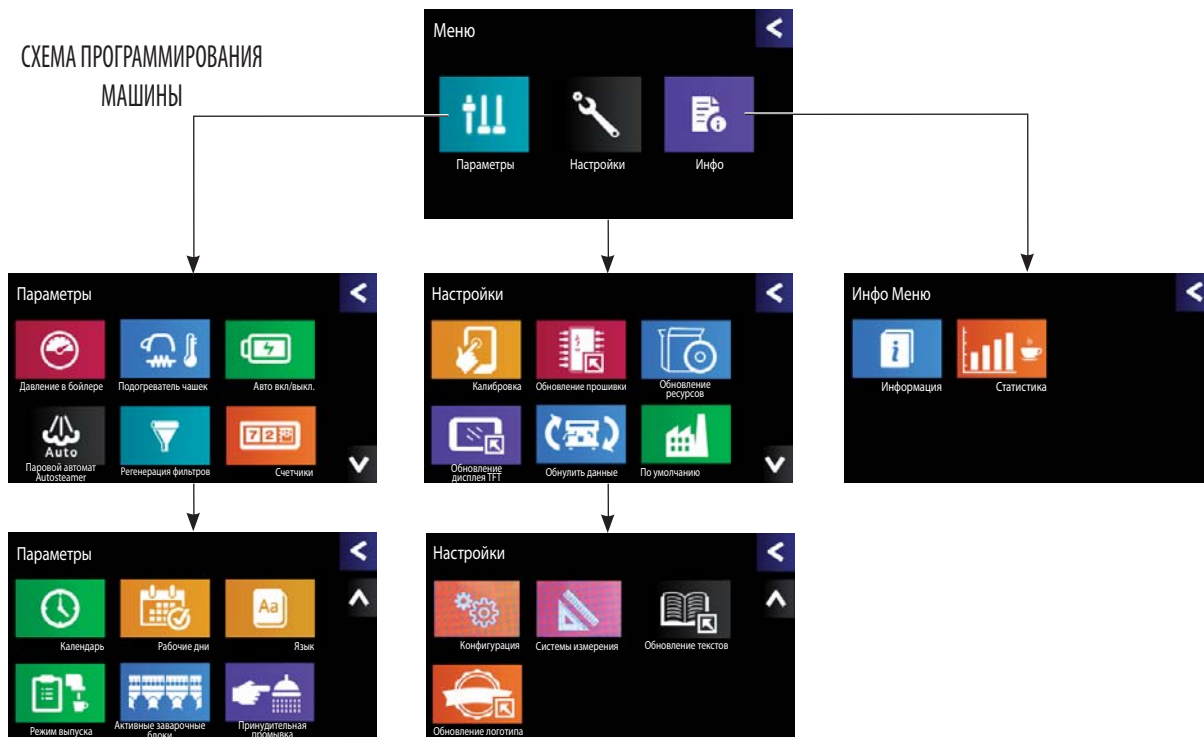 СХЕМА ПРОГРАММИРОВАНИЯ
МАШИНЫ
Меню
Параметры
Настройки
Инфо
Параметры
Давление в бойлере
Подогреватель чашек
Авто вкл/выкл.
Auto
Паровой автомат
Autosteamer
Регенерация фильтров
Счетчики
Настройки
Калибровка
Обновление прошивки
Обновление
ресурсов
Обновление
дисплея TFT
Обнулить данные
По умолчанию
Инфо Меню
Информация
Статистика
Параметры
Календарь
Рабочие дни
Aa
Язык
Режим выпуска
Активные заварочные
блоки
Принудительная
промывка
Настройки
Конфигурация
Системы измерения
Обновление текстов
Обновление логотипа